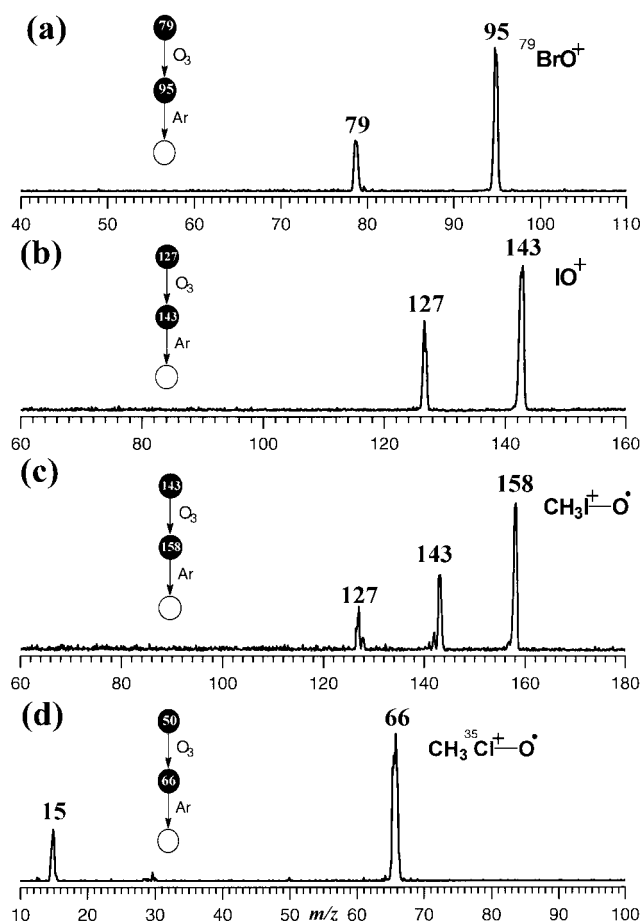 (a)
79
O3
95
Ar
79
95
79BrO+
40 50 60 70 80 90 100 110
(b)
127
O3
143
Ar
127
143
IO+
60 80 100 120 140 160
(c)
143
O3
158
Ar
127
143
158
CH3I+—O•
60 80 100 120 140 160 180
(d)
50
O3
66
Ar
15
66
CH3 35Cl+—O•
10 20 30 40 50 m/z 60 70 80 90 100